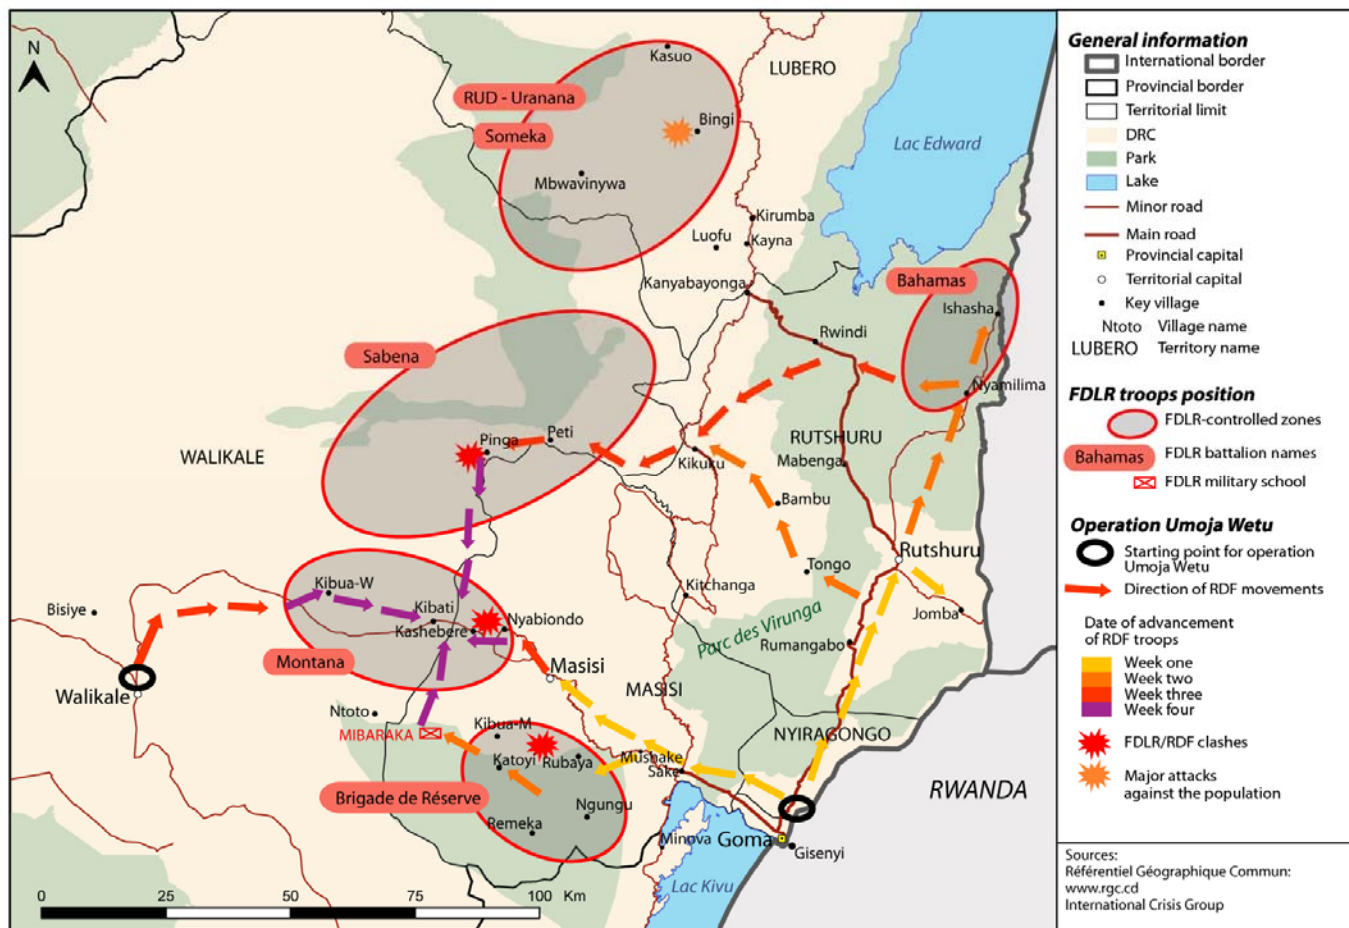 N
Kasuo
LUBERO
RUD - Uranana
Someka
Bingi
Mbwavinywa
Lac Edward
Kirumba
Luofu
Kayna
Kanyabayonga
Bahamas
Ishasha
Rwindi
Sabena
Nyamilima
Pinga
Peti
WALIKALE
RUTSHURU
Kikuku
Mabenga
Bambu
Rutshuru
Tongo
Kibua-W
Kitchanga
Bisiye
Kibati
Jomba
Kashebere
Nyabiondo
Parc des Virunga
Rumangabo
Montana
Masisi
MASISI
Walikale
Ntoto
MIBARAKA
Kibua-M
NYIRAGONGO
Katoyi
Rubaya
Mushake
Sake
RWANDA
Brigade de Réserve
Ngungu
Remeka
Minova
Goma
Gisenyi
Lac Kivu
0 25 50 75 100 Km
General information
International border
Provincial border
Territorial limit
DRC
Park
Lake
Minor road
Main road
Provincial capital
Territorial capital
Key village
Ntoto Village name
LUBERO Territory name
FDLR troops position
FDLR-controlled zones
Bahamas FDLR battalion names
FDLR military school
Operation Umoja Wetu
Starting point for operation
Umoja Wetu
Direction of RDF movements
Date of advancement
of RDF troops
Week one
Week two
Week three
Week four
FDLR/RDF clashes
Major attacks
against the population
Sources:
Référentiel Géographique Commun:
www.rgc.cd
International Crisis Group